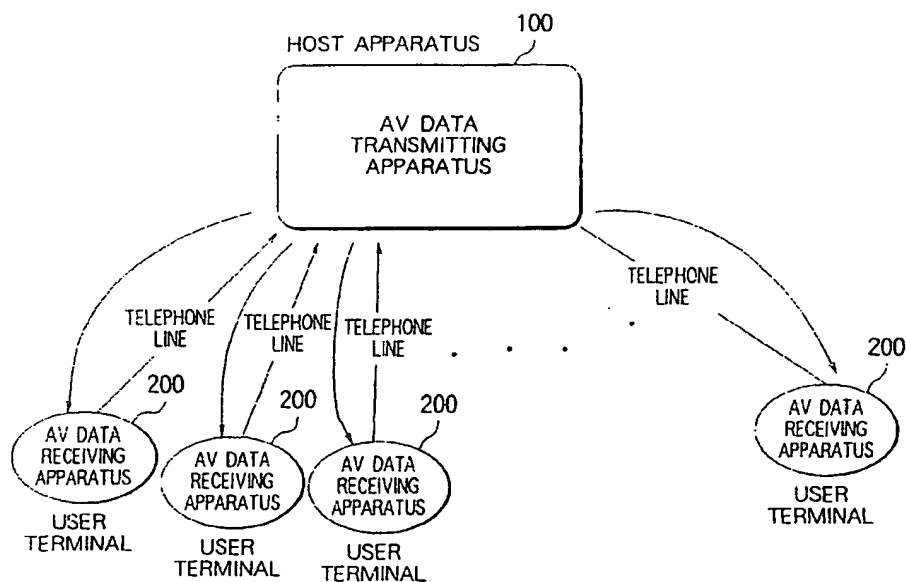 100
HOST APPARATUS
AV DATA
TRANSMITTING
APPARATUS
TELEPHONE
LINE
TELEPHONE
LINE
TELEPHONE
LINE
TELEPHONE
LINE
200
AV DATA
RECEIVING
APPARATUS
USER
TERMINAL
200
AV DATA
RECEIVING
APPARATUS
USER
TERMINAL
200
AV DATA
RECEIVING
APPARATUS
USER
TERMINAL
200
AV DATA
RECEIVING
APPARATUS
USER
TERMINAL